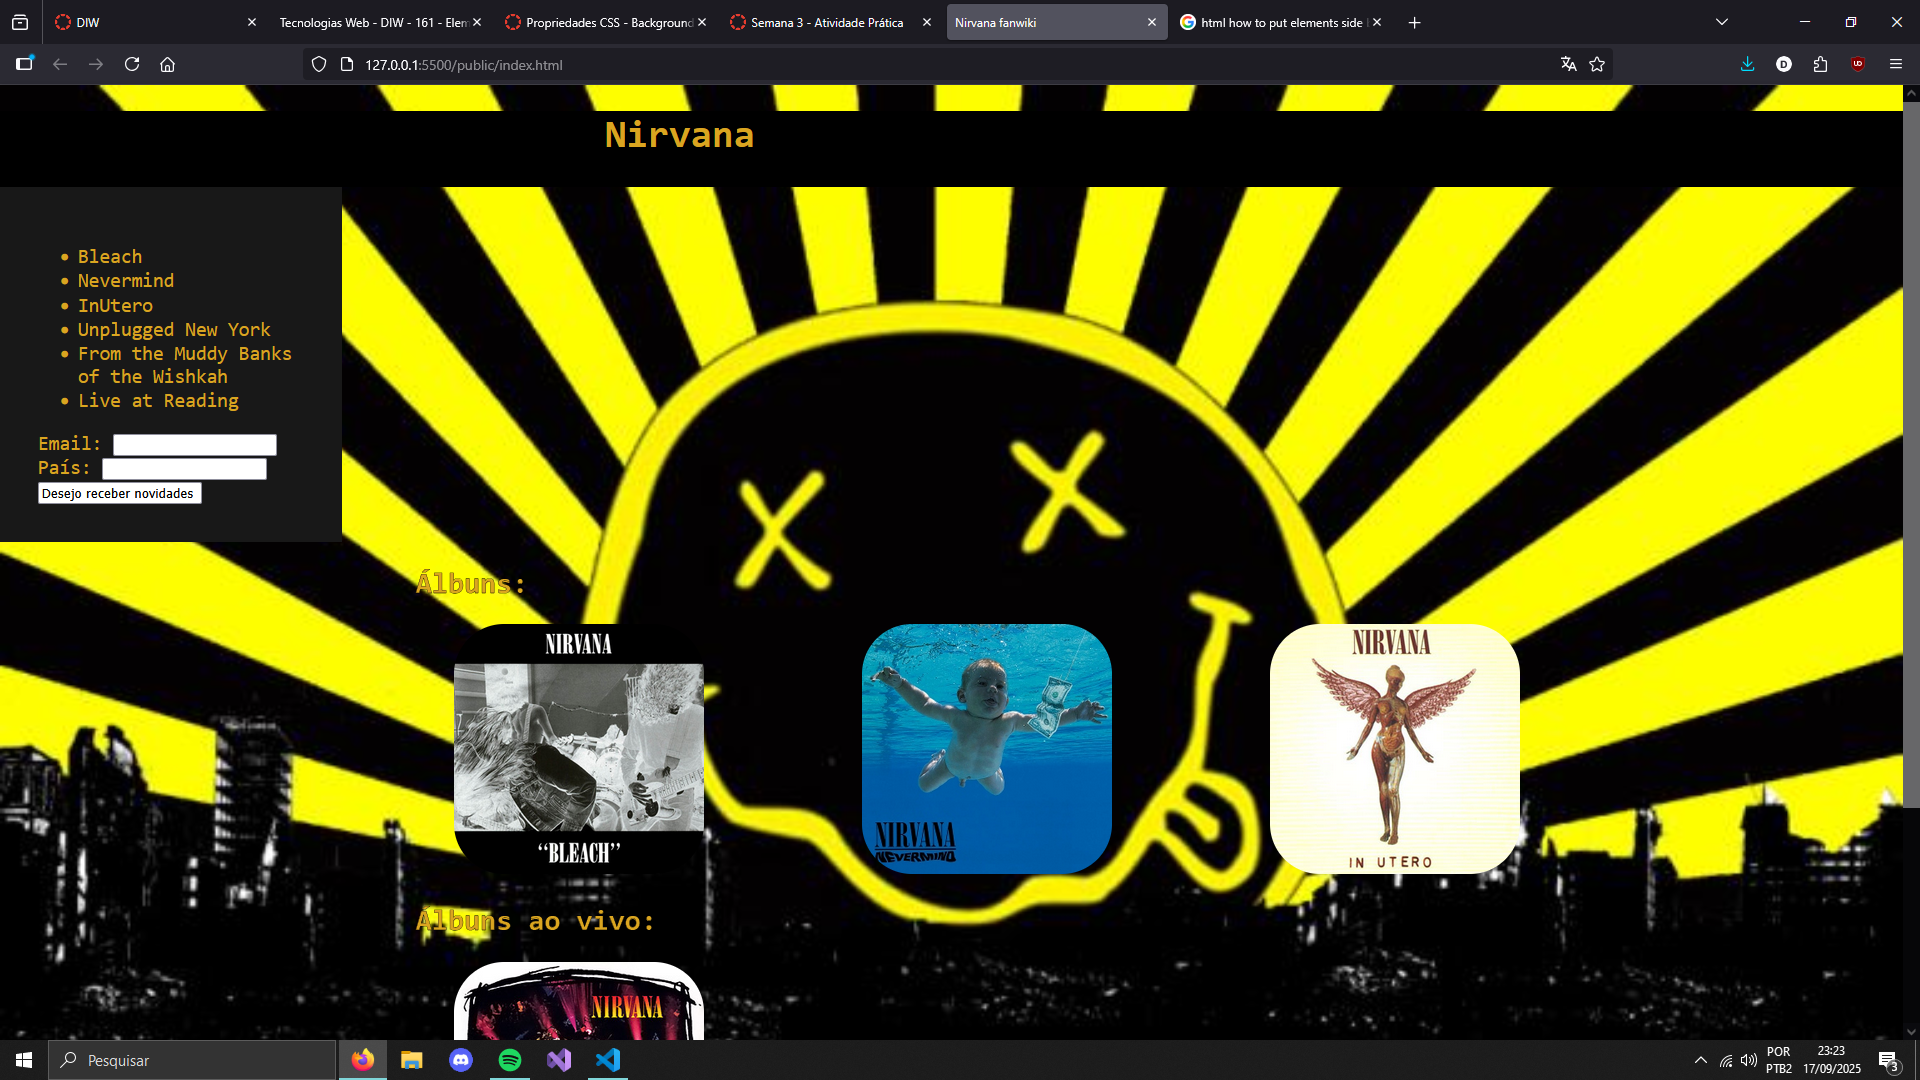 DIW
Tecnologias Web - DIW - 161 - Elem
Propriedades CSS - Background
Semana 3 - Atividade Prática
Nirvana fanwiki
html how to put elements side
127.0.0.1:5500/public/index.html
Nirvana
Bleach
Nevermind
InUtero
Unplugged New York
From the Muddy Banks
of the Wishkah
Live at Reading
Email:
País:
Desejo receber novidades
Álbuns:
NIRVANA
“BLEACH”
NIRVANA
NEVERMIND
NIRVANA
IN UTERO
Álbuns ao vivo:
NIRVANA
Pesquisar
POR
PTB2
23:23
17/09/2025
3